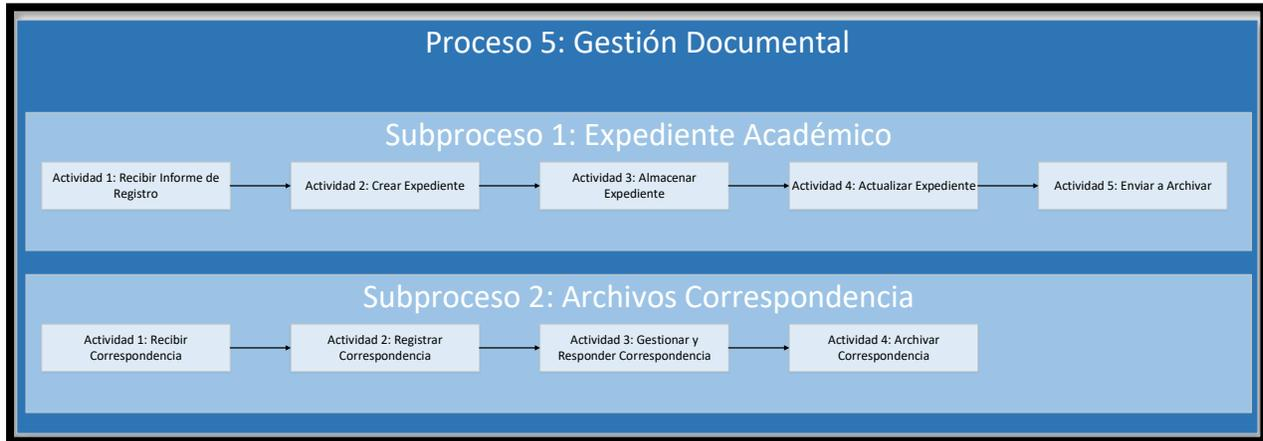 Proceso 5: Gestión Documental
Subproceso 1: Expediente Académico
Actividad 1: Recibir Informe de
Registro
Actividad 2: Crear Expediente
Actividad 3: Almacenar
Expediente
Actividad 4: Actualizar Expediente
Actividad 5: Enviar a Archivar
Subproceso 2: Archivos Correspondencia
Actividad 1: Recibir
Correspondencia
Actividad 2: Registrar
Correspondencia
Actividad 3: Gestionar y
Responder Correspondencia
Actividad 4: Archivar
Correspondencia